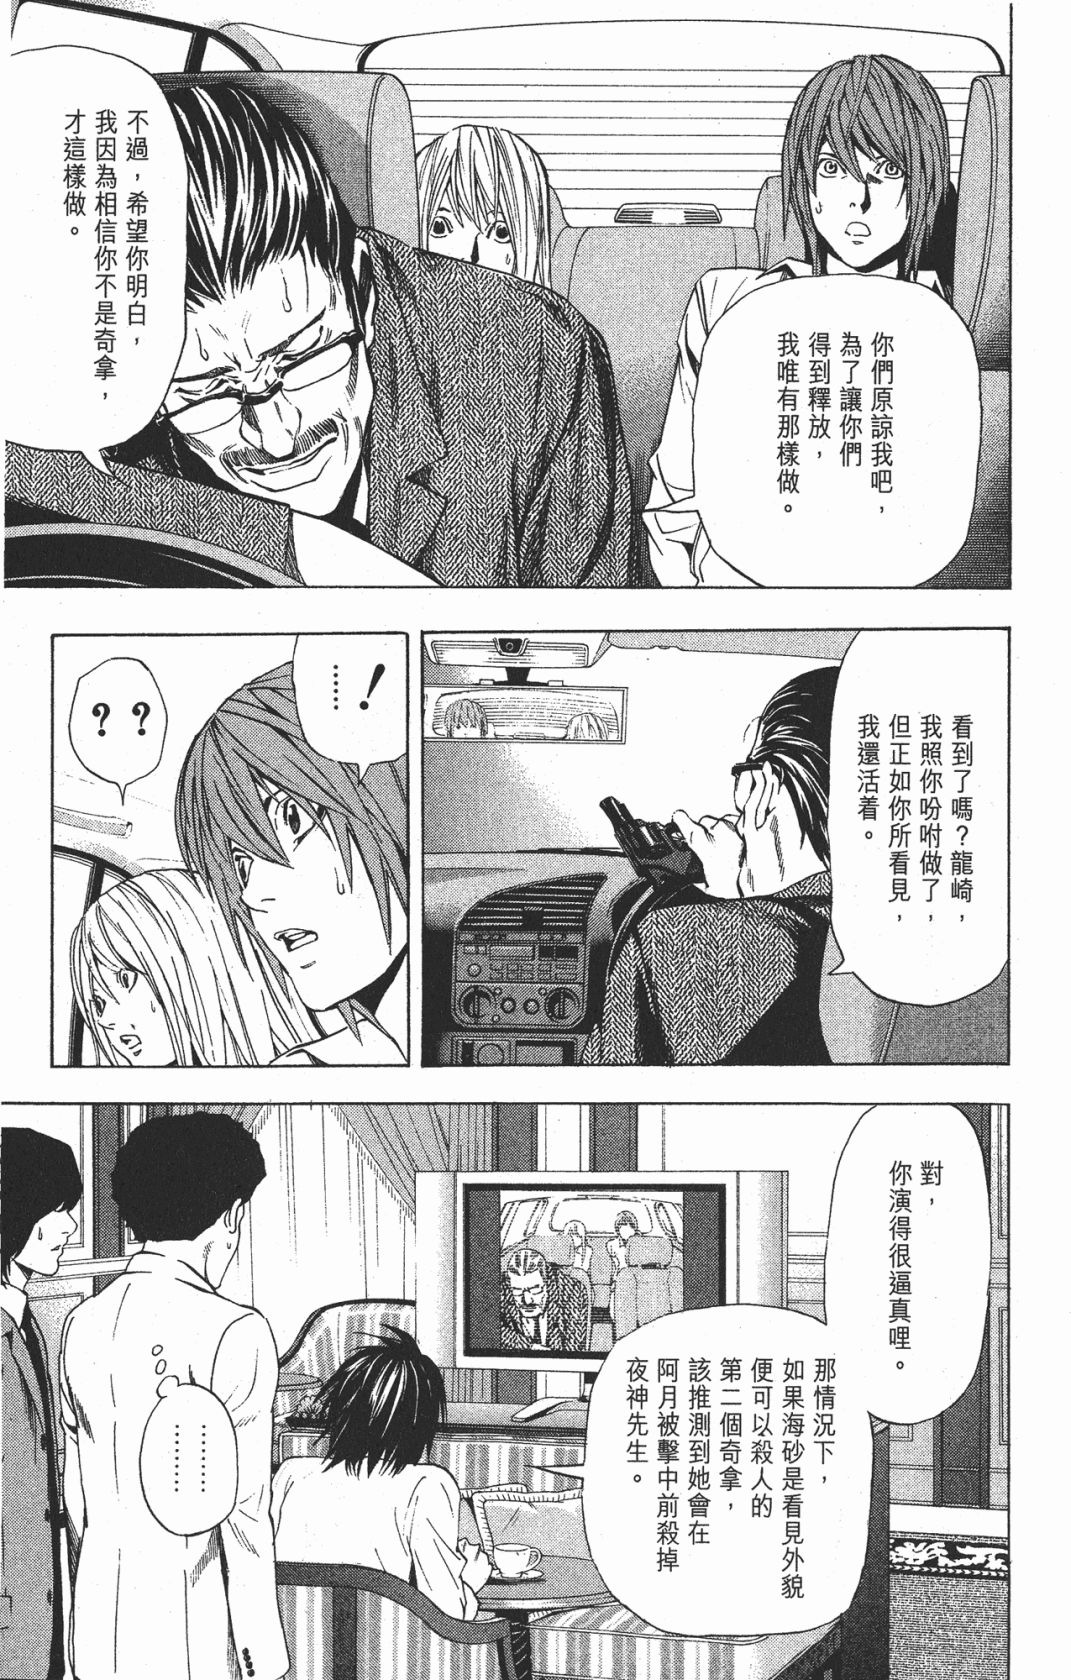 你們原諒我吧，
為了讓你們
得到釋放，
我唯有那樣做。
不過，希望你明白，
我因為相信你不是奇拿，
才這樣做。
看到了嗎？龍崎，
我照你吩咐做了，
但正如你所看見，
我還活着。
！
⋯⋯
？？
對，
你演得很逼真哩。
那情況下，
如果海砂是看見外貌
便可以殺人的
第二個奇拿，
該推測到她會在
阿月被擊中前殺掉
夜神先生。
⋯⋯⋯
⋯⋯⋯